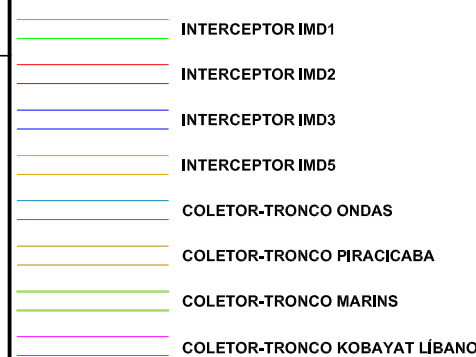 INTERCEPTOR IMD1
INTERCEPTOR IMD2
INTERCEPTOR IMD3
INTERCEPTOR IMD5
COLETOR-TRONCO ONDAS
COLETOR-TRONCO PIRACICABA
COLETOR-TRONCO MARINS
COLETOR-TRONCO KOBAYAT LÍBANO